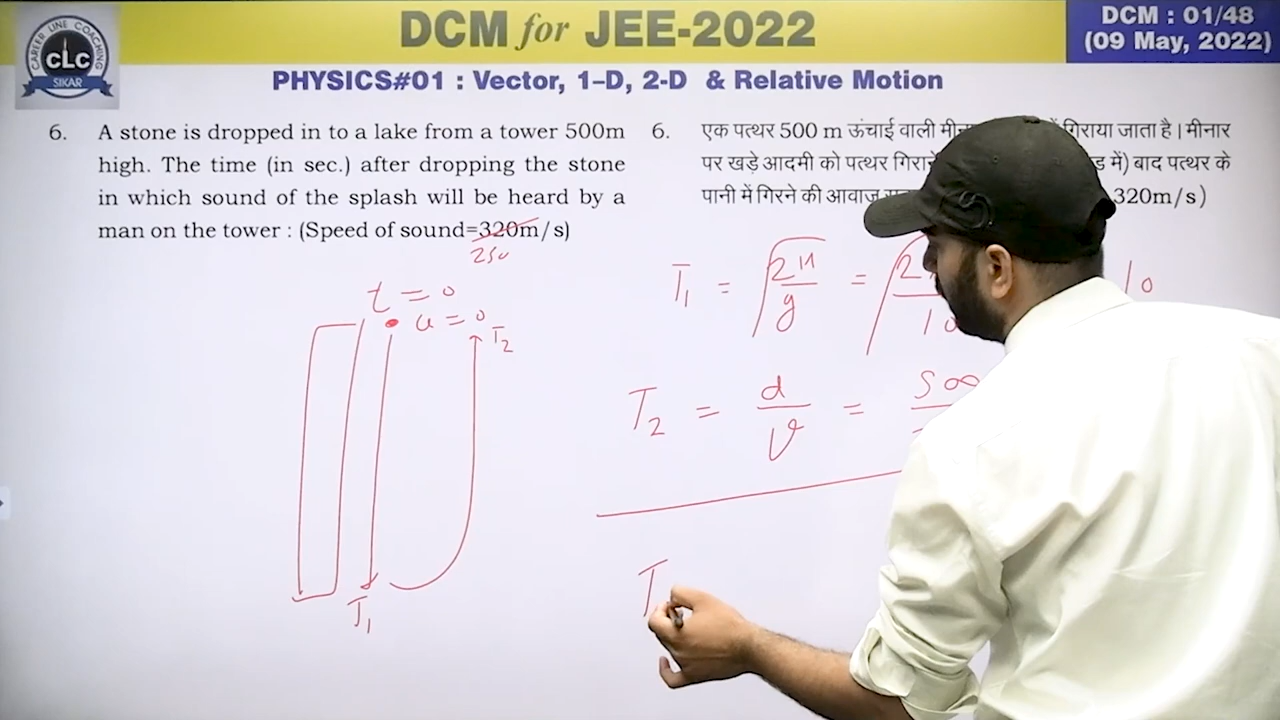 DCM for JEE-2022
DCM : 01/48
(09 May, 2022)
CAREER LINE COACHING
CLC
SIKAR
PHYSICS#01 : Vector, 1–D, 2-D & Relative Motion
6. A stone is dropped in to a lake from a tower 500m
high. The time (in sec.) after dropping the stone
in which sound of the splash will be heard by a
man on the tower : (Speed of sound=320m/s)
250
6. एक पत्थर 500 m ऊंचाई वाली गिराया जाता है। मीनार
पर खड़े आदमी को पत्थर में) बाद पत्थर के
पानी में गिरने की आवाज 320m/s)
t = 0
u = 0
T₂
T₁
T₁ = √2H/g = √2 / 10 10
T₂ = d/v = 500
T